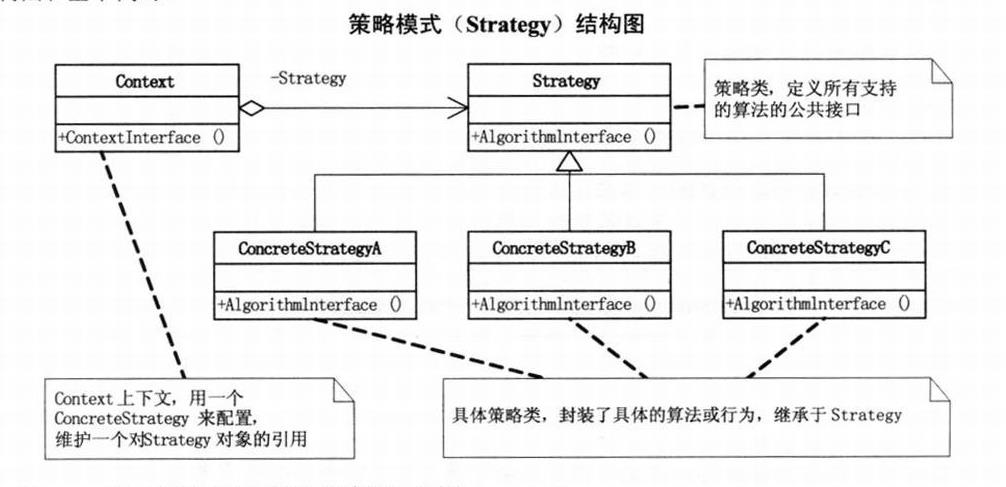 策略模式（Strategy）结构图
Context
-Strategy
Strategy
策略类，定义所有支持
的算法的公共接口
+ContextInterface ()
+AlgorithmInterface ()
ConcreteStrategyA
ConcreteStrategyB
ConcreteStrategyC
+AlgorithmInterface ()
+AlgorithmInterface ()
+AlgorithmInterface ()
Context 上下文，用一个
ConcreteStrategy 来配置，
维护一个对Strategy 对象的引用
具体策略类，封装了具体的算法或行为，继承于 Strategy